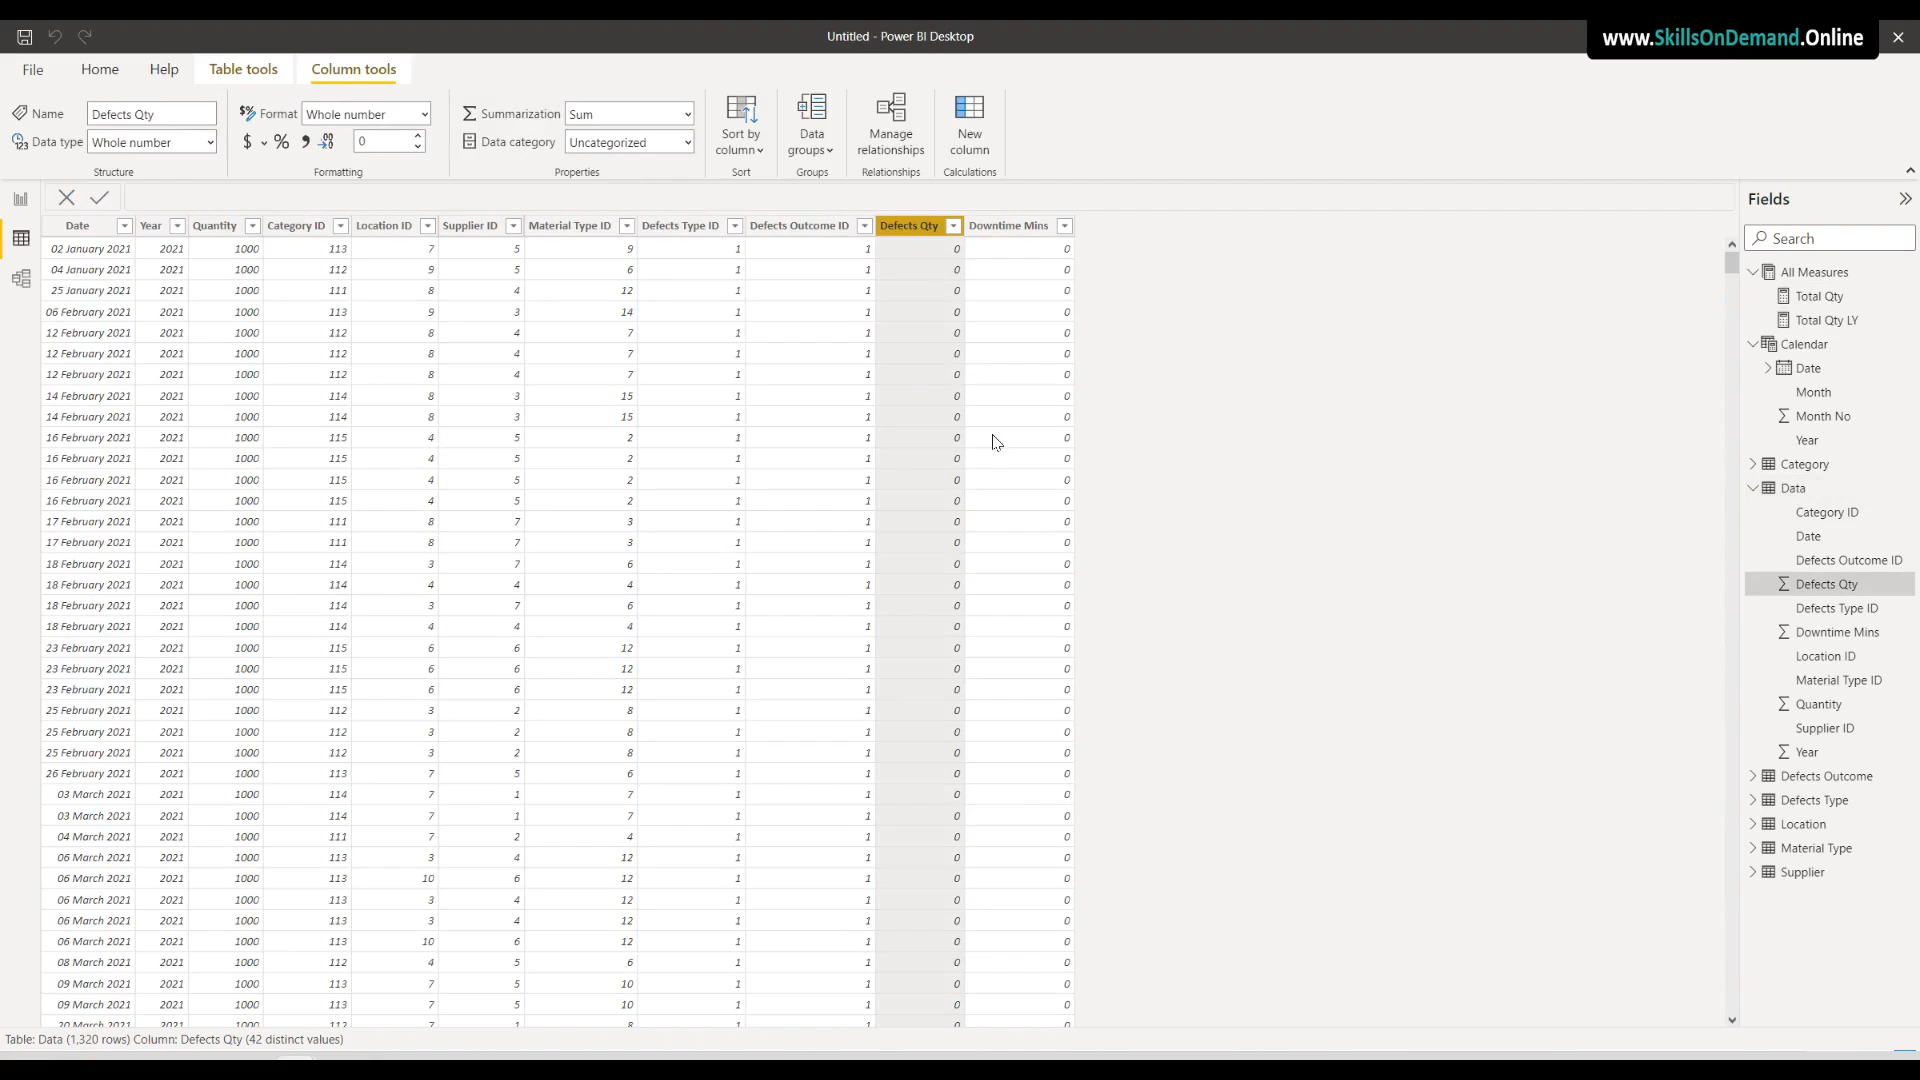 Untitled - Power BI Desktop
www.SkillsOnDemand.Online
File Home Help Table tools Column tools
Name Defects Qty
Data type Whole number
Structure
Format Whole number
$ % 0
Formatting
Summarization Sum
Data category Uncategorized
Properties
Sort by column
Sort
Data groups
Groups
Manage relationships
Relationships
New column
Calculations
Date Year Quantity Category ID Location ID Supplier ID Material Type ID Defects Type ID Defects Outcome ID Defects Qty Downtime Mins
02 January 2021 2021 1000 113 7 5 9 1 1 0 0
04 January 2021 2021 1000 112 9 5 6 1 1 0 0
25 January 2021 2021 1000 111 8 4 12 1 1 0 0
06 February 2021 2021 1000 113 9 3 14 1 1 0 0
12 February 2021 2021 1000 112 8 4 7 1 1 0 0
12 February 2021 2021 1000 112 8 4 7 1 1 0 0
12 February 2021 2021 1000 112 8 4 7 1 1 0 0
14 February 2021 2021 1000 114 8 3 15 1 1 0 0
14 February 2021 2021 1000 114 8 3 15 1 1 0 0
16 February 2021 2021 1000 115 4 5 2 1 1 0 0
16 February 2021 2021 1000 115 4 5 2 1 1 0 0
16 February 2021 2021 1000 115 4 5 2 1 1 0 0
16 February 2021 2021 1000 115 4 5 2 1 1 0 0
17 February 2021 2021 1000 111 8 7 3 1 1 0 0
17 February 2021 2021 1000 111 8 7 3 1 1 0 0
18 February 2021 2021 1000 114 3 7 6 1 1 0 0
18 February 2021 2021 1000 114 4 4 4 1 1 0 0
18 February 2021 2021 1000 114 3 7 6 1 1 0 0
18 February 2021 2021 1000 114 4 4 4 1 1 0 0
23 February 2021 2021 1000 115 6 6 12 1 1 0 0
23 February 2021 2021 1000 115 6 6 12 1 1 0 0
23 February 2021 2021 1000 115 6 6 12 1 1 0 0
25 February 2021 2021 1000 112 3 2 8 1 1 0 0
25 February 2021 2021 1000 112 3 2 8 1 1 0 0
25 February 2021 2021 1000 112 3 2 8 1 1 0 0
26 February 2021 2021 1000 113 7 5 6 1 1 0 0
03 March 2021 2021 1000 114 7 1 7 1 1 0 0
03 March 2021 2021 1000 114 7 1 7 1 1 0 0
04 March 2021 2021 1000 111 7 2 4 1 1 0 0
06 March 2021 2021 1000 113 3 4 12 1 1 0 0
06 March 2021 2021 1000 113 10 6 12 1 1 0 0
06 March 2021 2021 1000 113 3 4 12 1 1 0 0
06 March 2021 2021 1000 113 3 4 12 1 1 0 0
06 March 2021 2021 1000 113 10 6 12 1 1 0 0
08 March 2021 2021 1000 112 4 5 6 1 1 0 0
09 March 2021 2021 1000 113 7 5 10 1 1 0 0
09 March 2021 2021 1000 113 7 5 10 1 1 0 0
20 March 2021 2021 1000 112 7 1 8 1 1 0 0
Table: Data (1,320 rows) Column: Defects Qty (42 distinct values)
Fields
Search
All Measures
Total Qty
Total Qty LY
Calendar
Date
Month
Month No
Year
Category
Data
Category ID
Date
Defects Outcome ID
Defects Qty
Defects Type ID
Downtime Mins
Location ID
Material Type ID
Quantity
Supplier ID
Year
Defects Outcome
Defects Type
Location
Material Type
Supplier